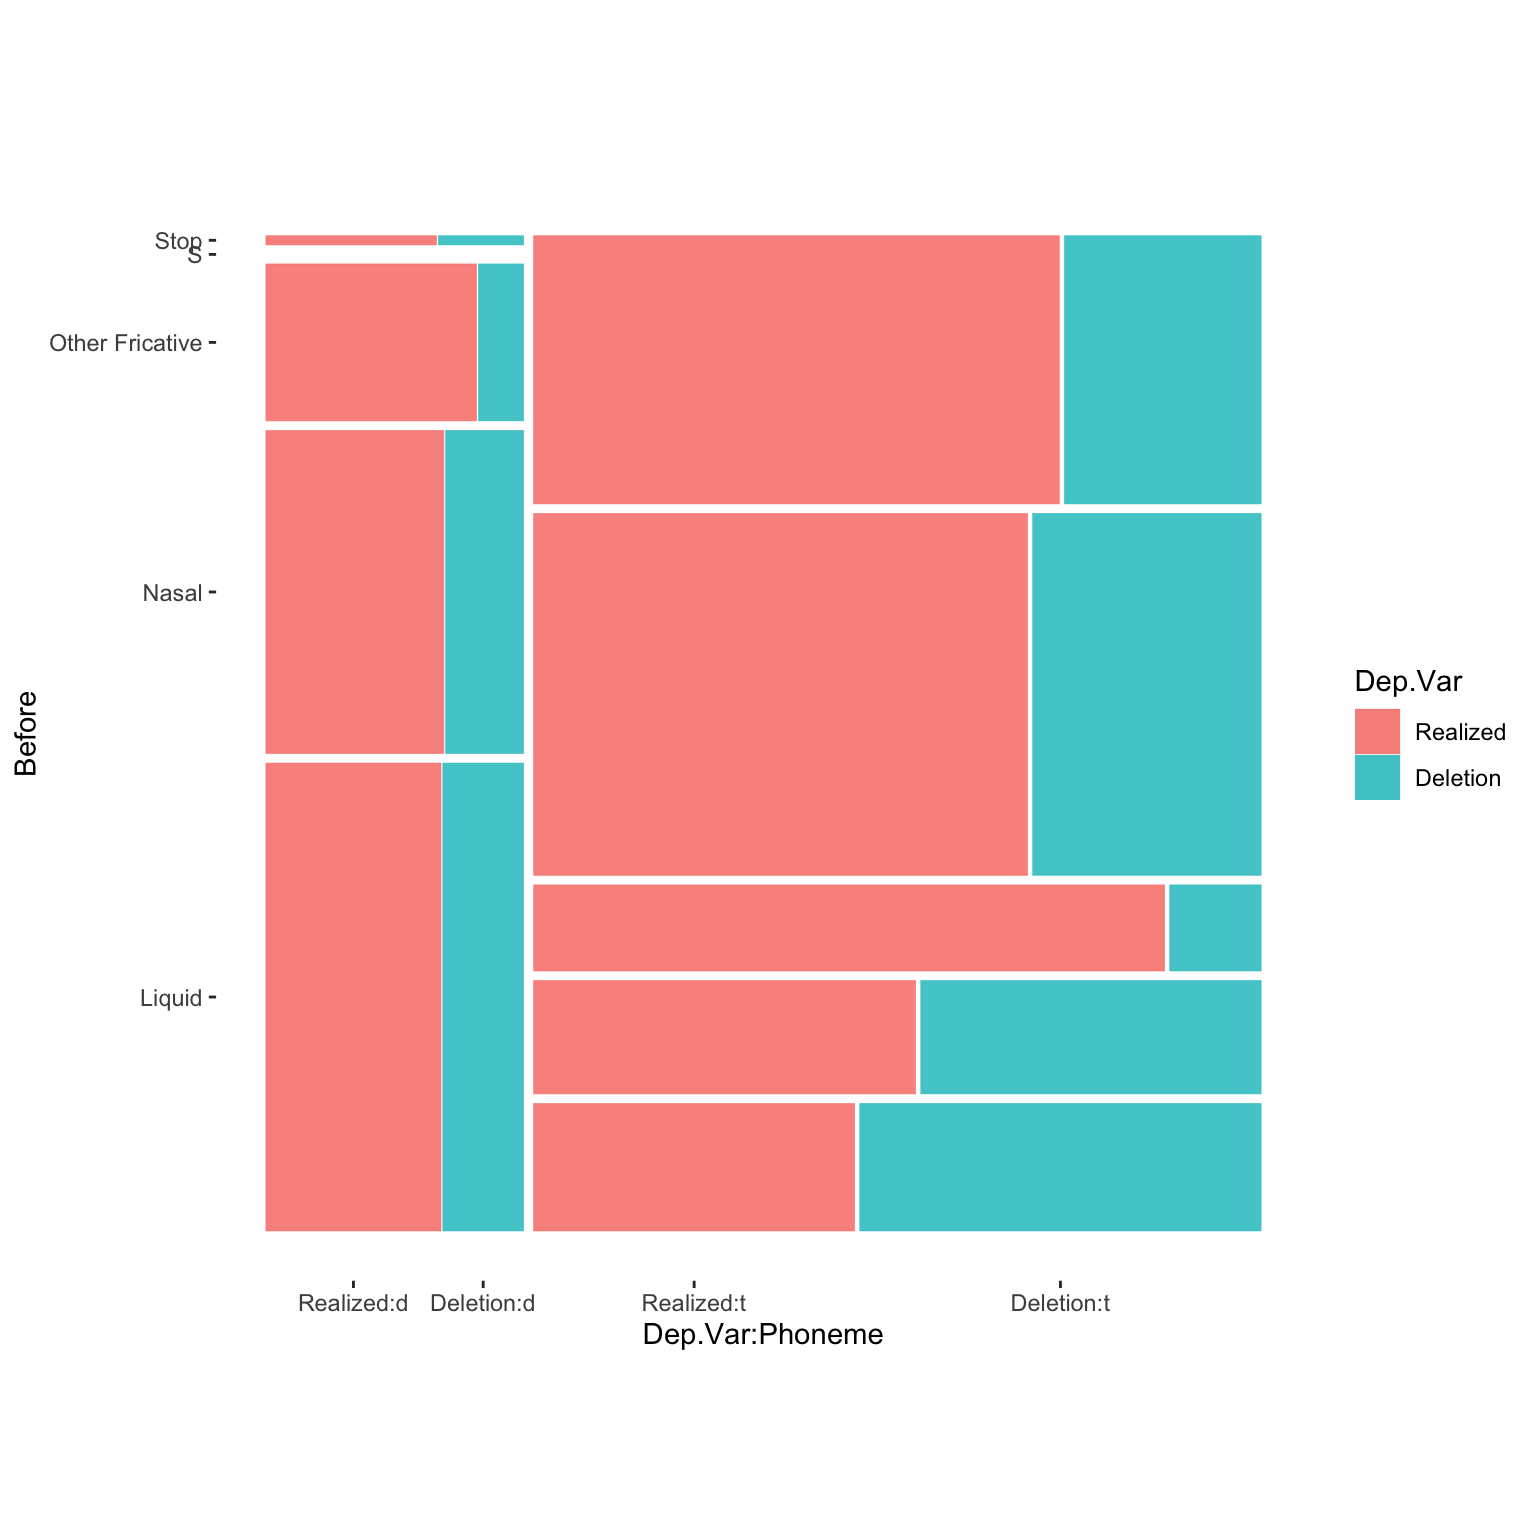 Stop
S
Other Fricative
Nasal
Liquid
Before
Realized:d
Deletion:d
Realized:t
Deletion:t
Dep.Var:Phoneme
Dep.Var
Realized
Deletion